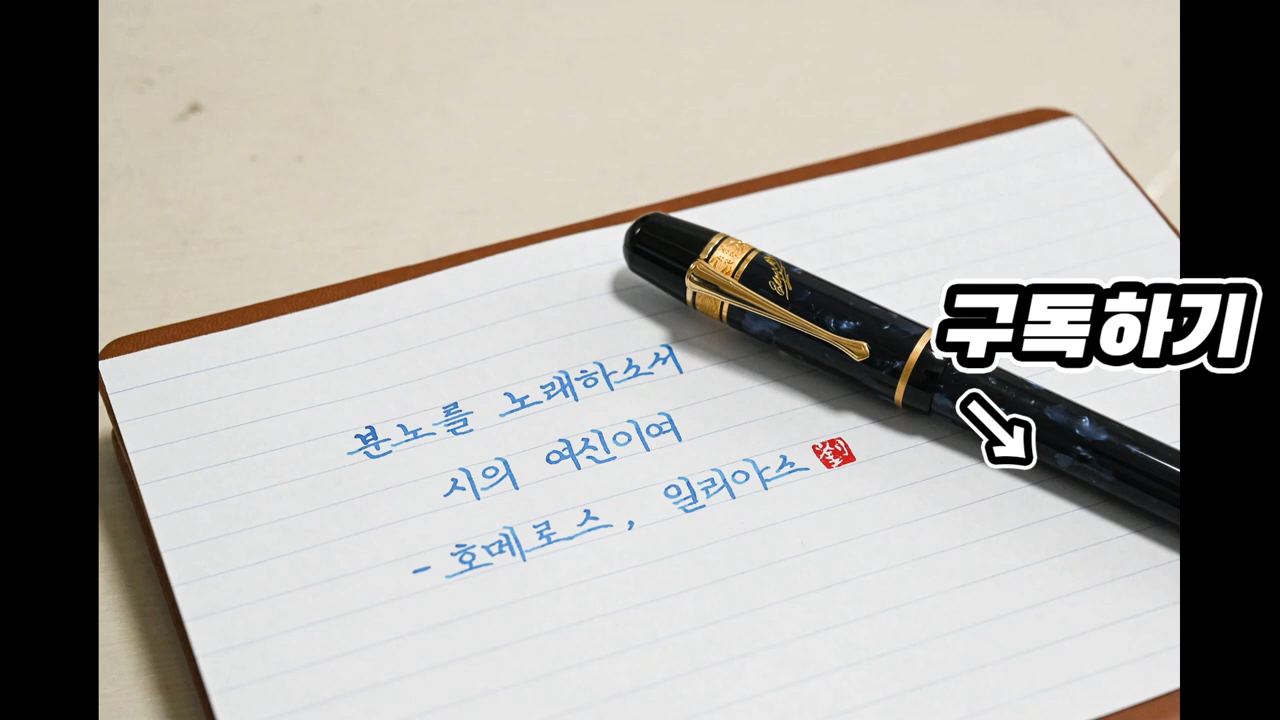 분노를 노래하소서
시의 여신이여
- 호메로스, 일리아스
劉
구독하기